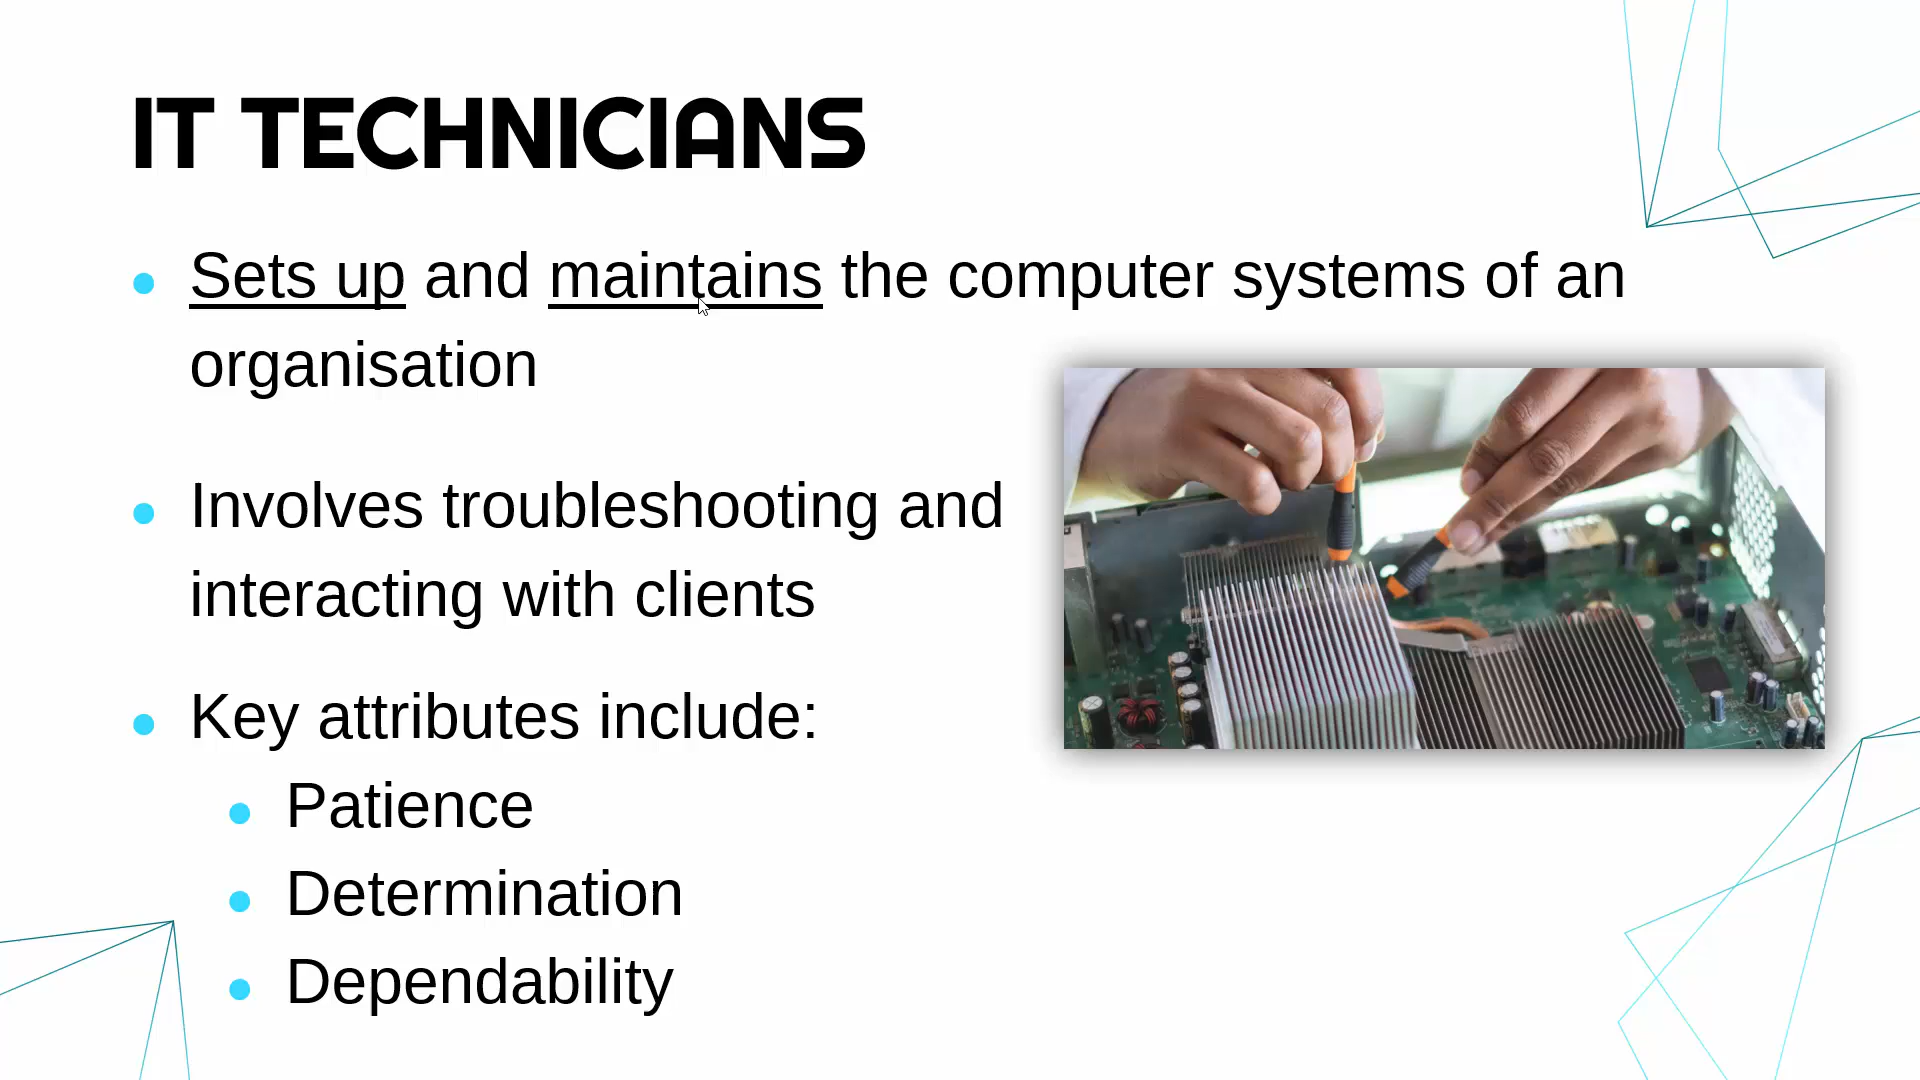 IT TECHNICIANS
Sets up and maintains the computer systems of an
organisation
Involves troubleshooting and
interacting with clients
Key attributes include:
Patience
Determination
Dependability